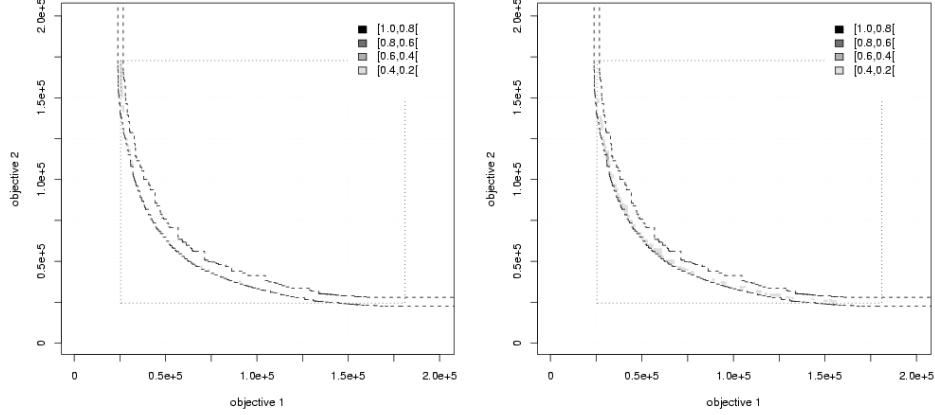 2.0e+5
1.5e+5
1.0e+5
0.5e+5
0
objective 2
[1.0,0.8[
[0.8,0.6[
[0.6,0.4[
[0.4,0.2[
0 0.5e+5 1.0e+5 1.5e+5 2.0e+5
objective 1
2.0e+5
1.5e+5
1.0e+5
0.5e+5
0
objective 2
[1.0,0.8[
[0.8,0.6[
[0.6,0.4[
[0.4,0.2[
0 0.5e+5 1.0e+5 1.5e+5 2.0e+5
objective 1